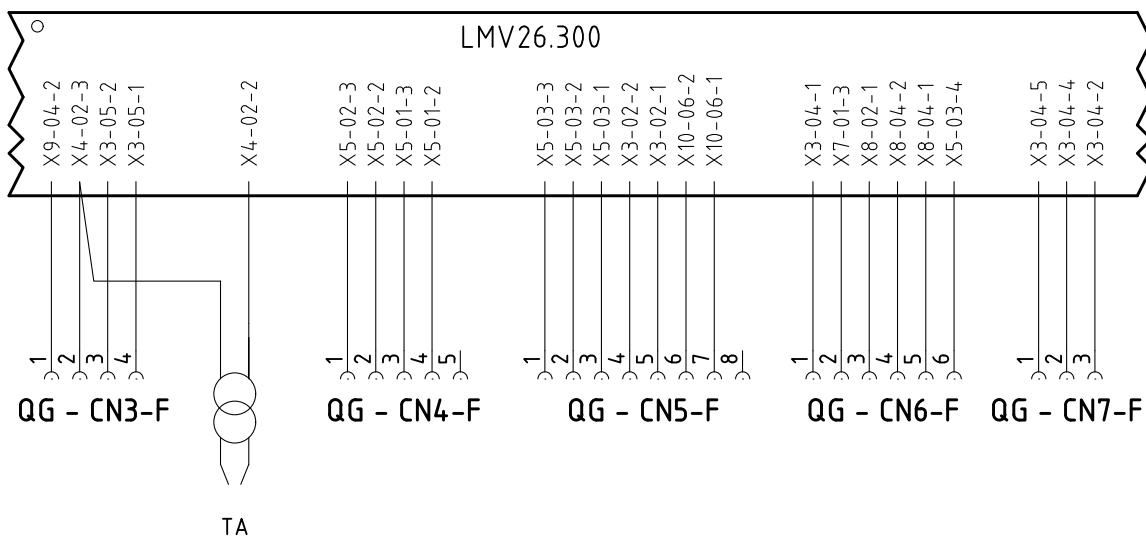 LMV26.300
X9-04-2
X4-02-3
X3-05-2
X3-05-1
X4-02-2
X5-02-3
X5-02-2
X5-01-3
X5-01-2
X5-03-3
X5-03-2
X5-03-1
X3-02-2
X3-02-1
X10-06-2
X10-06-1
X3-04-1
X7-01-3
X8-02-1
X8-04-2
X8-04-1
X5-03-4
X3-04-5
X3-04-4
X3-04-2
1 2 3 4
1 2 3 4 5
1 2 3 4 5 6 7 8
1 2 3 4 5 6
1 2 3
QG - CN3-F
QG - CN4-F
QG - CN5-F
QG - CN6-F
QG - CN7-F
TA